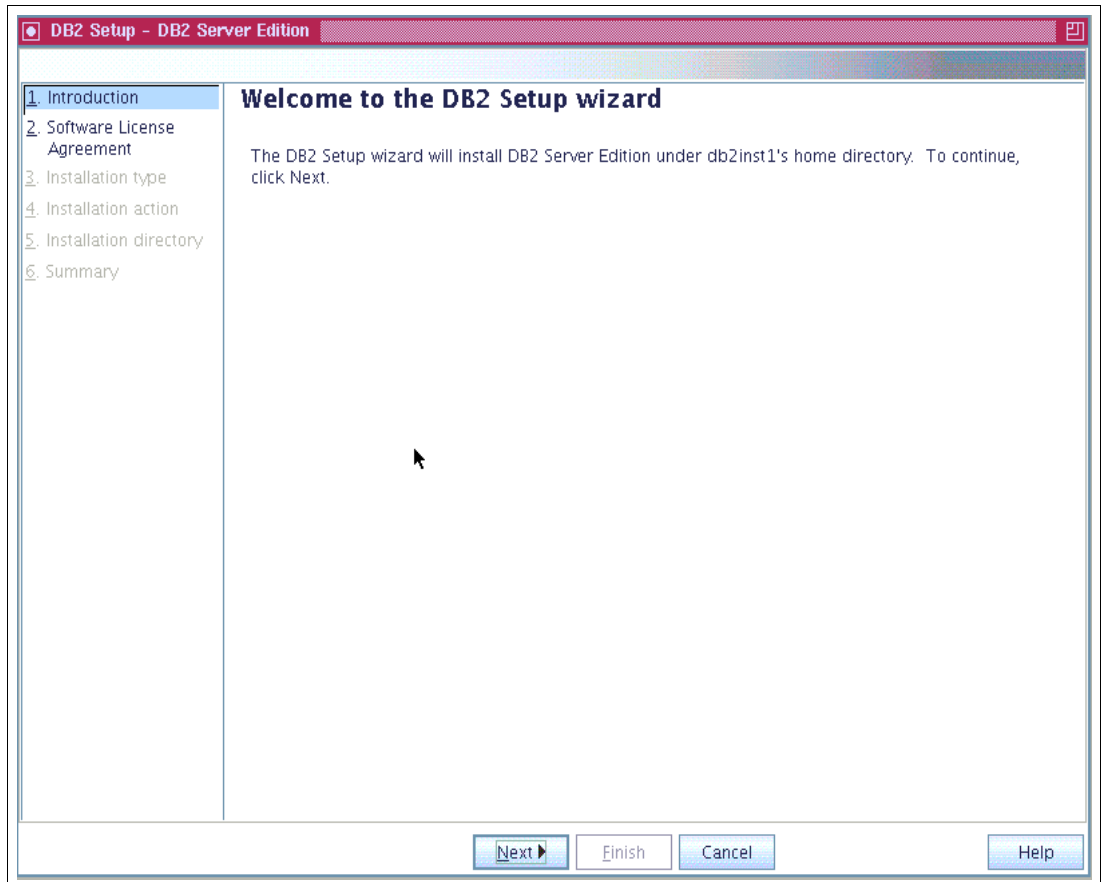 DB2 Setup - DB2 Server Edition
1. Introduction
2. Software License
Agreement
3. Installation type
4. Installation action
5. Installation directory
6. Summary
Welcome to the DB2 Setup wizard
The DB2 Setup wizard will install DB2 Server Edition under db2inst1's home directory. To continue,
click Next.
Next
Finish
Cancel
Help